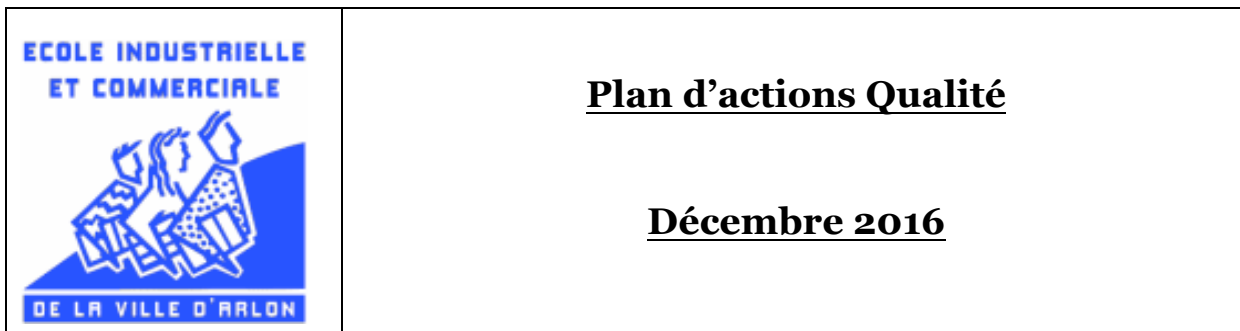 ECOLE INDUSTRIELLE
ET COMMERCIALE
DE LA VILLE D'ARLON
Plan d’actions Qualité
Décembre 2016